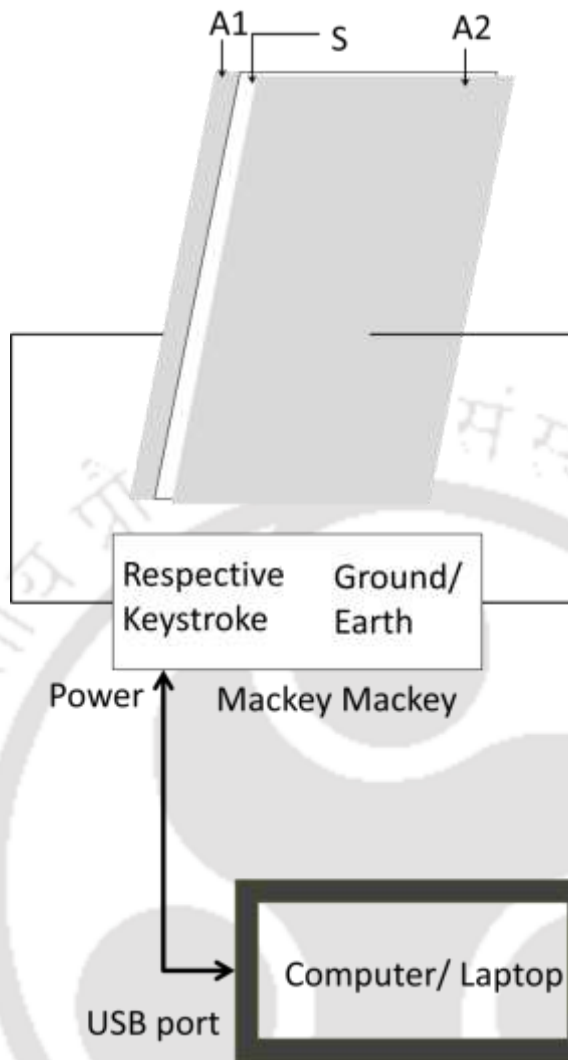 A1
S
A2
Respective Ground/
Keystroke Earth
Power
Mackey Mackey
Computer/ Laptop
USB port